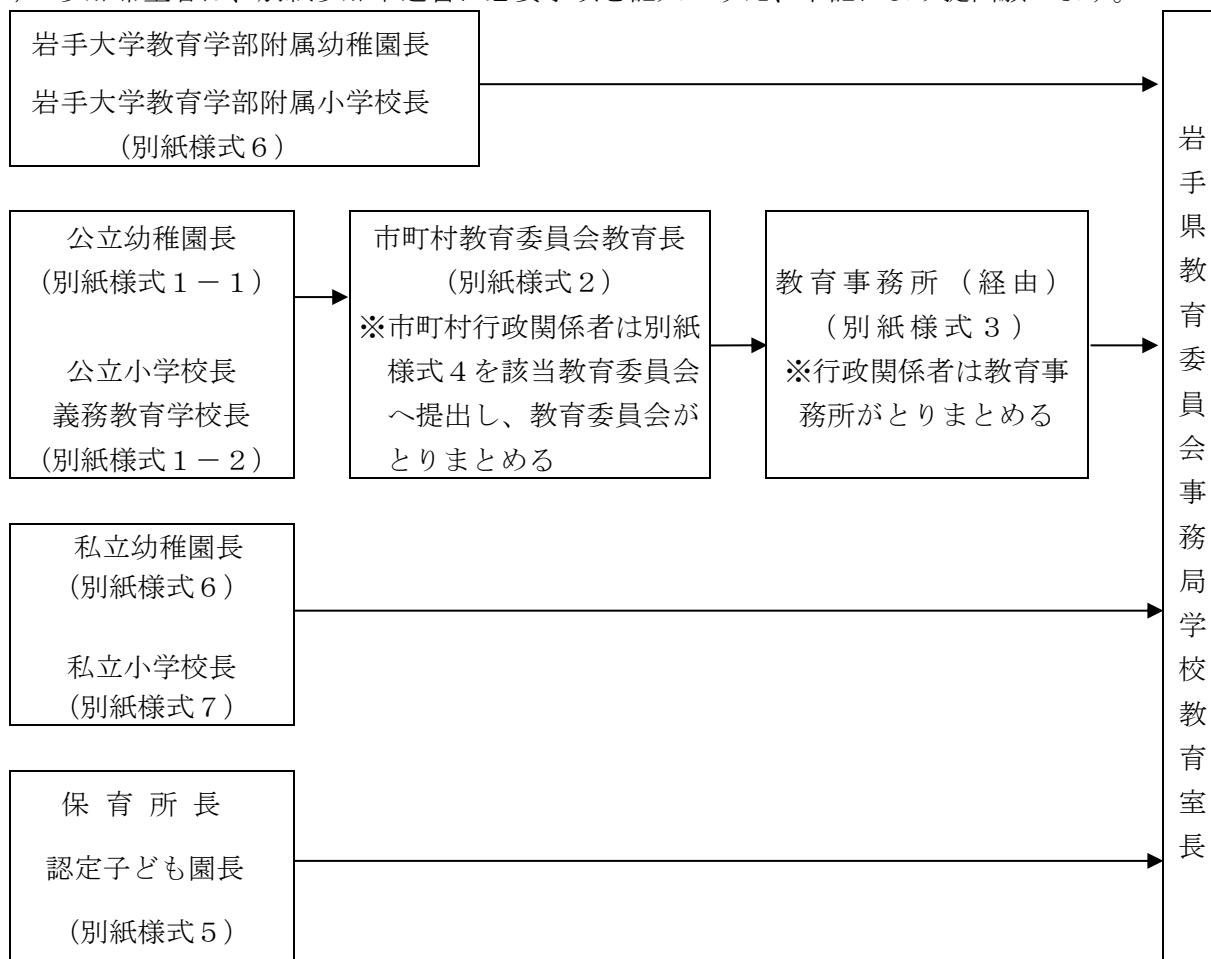 岩手大学教育学部附属幼稚園長
岩手大学教育学部附属小学校長
(別紙様式6)
公立幼稚園長
(別紙様式1-1)
公立小学校長
義務教育学校長
(別紙様式1-2)
市町村教育委員会教育長
(別紙様式2)
※市町村行政関係者は別紙
様式4を該当教育委員会
へ提出し、教育委員会が
とりまとめる
教育事務所(経由)
(別紙様式3)
※行政関係者は教育事
務所がとりまとめる
私立幼稚園長
(別紙様式6)
私立小学校長
(別紙様式7)
保育所長
認定子ども園長
(別紙様式5)
岩手県教育委員会事務局学校教育室長